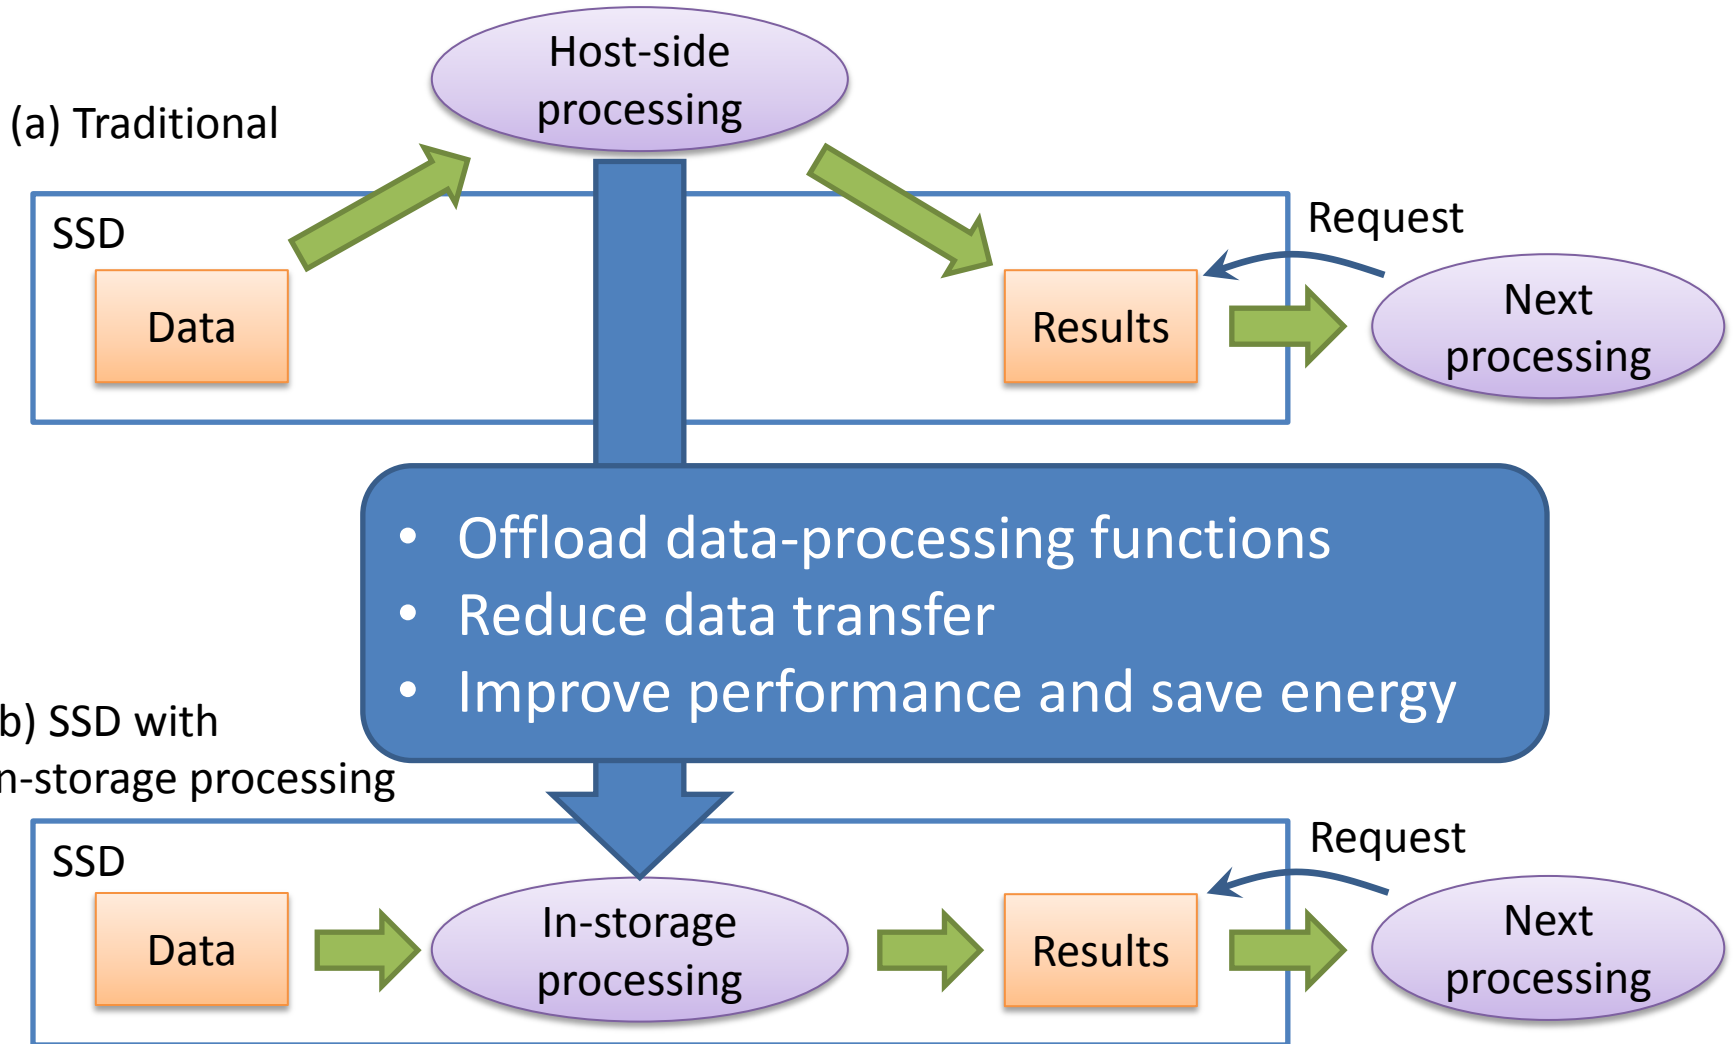 Host-side
processing
(a) Traditional
SSD
Request
Data
Results
Next
processing
• Offload data-processing functions
• Reduce data transfer
• Improve performance and save energy
b) SSD with
n-storage processing
SSD
Request
Data
In-storage
processing
Results
Next
processing